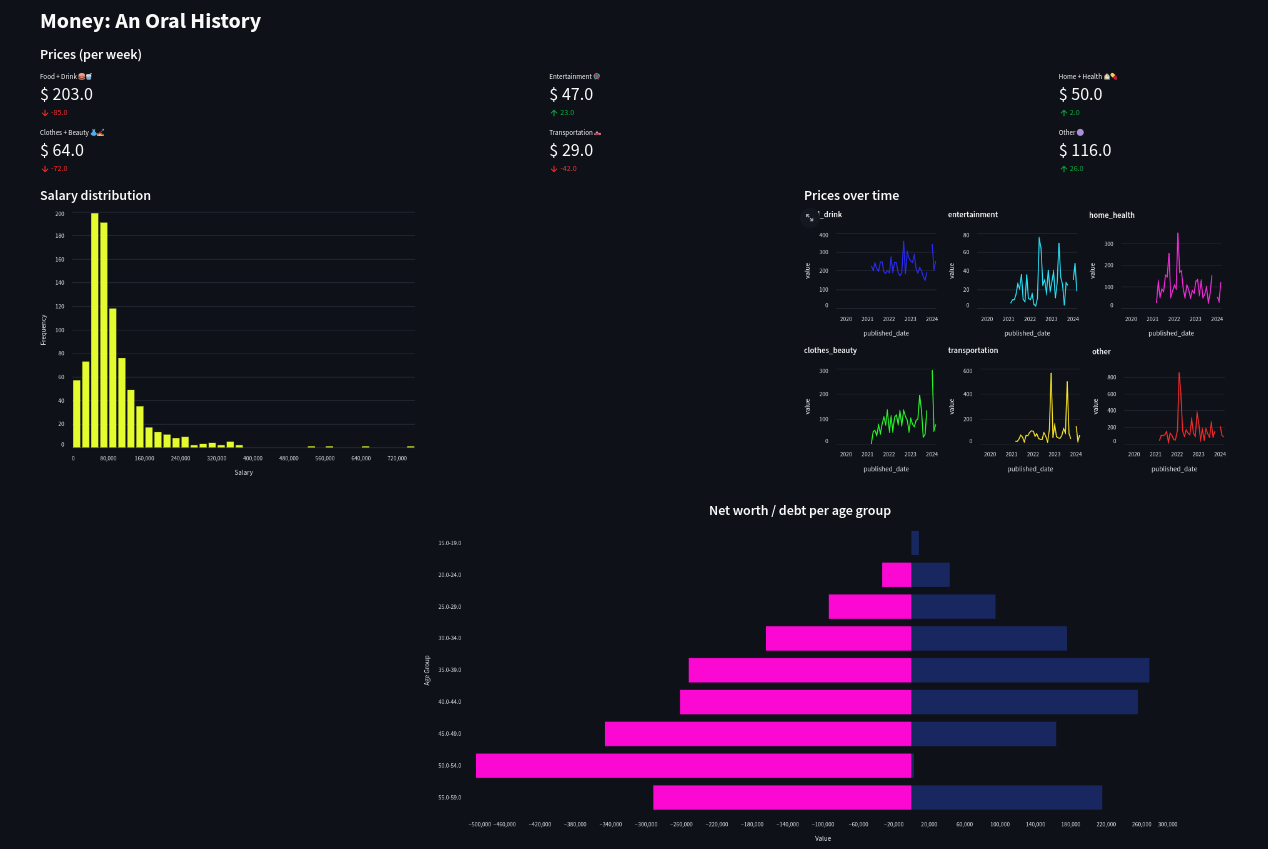 Money: An Oral History
Prices (per week)
Food + Drink 🍔🥤
$ 203.0
-85.0
Entertainment
$ 47.0
23.0
Home + Health
$ 50.0
2.0
Clothes + Beauty
$ 64.0
-72.0
Transportation
$ 29.0
-42.0
Other 🟣
$ 116.0
26.0
Salary distribution
Frequency
200
180
160
140
120
100
80
60
40
20
0
0 80,000 160,000 240,000 320,000 400,000 480,000 560,000 640,000 720,000
Salary
Prices over time
_drink
value
400
300
200
100
0
2020 2021 2022 2023 2024
published_date
entertainment
value
80
60
40
20
0
2020 2021 2022 2023 2024
published_date
home_health
value
300
200
100
0
2020 2021 2022 2023 2024
published_date
clothes_beauty
value
300
200
100
0
2020 2021 2022 2023 2024
published_date
transportation
value
600
400
200
0
2020 2021 2022 2023 2024
published_date
other
value
800
600
400
200
0
2020 2021 2022 2023 2024
published_date
Net worth / debt per age group
Age Group
15.0-19.0
20.0-24.0
25.0-29.0
30.0-34.0
35.0-39.0
40.0-44.0
45.0-49.0
50.0-54.0
55.0-59.0
−500,000 −460,000 −420,000 −380,000 −340,000 −300,000 −260,000 −220,000 −180,000 −140,000 −100,000 −60,000 −20,000 20,000 60,000 100,000 140,000 180,000 220,000 260,000 300,000
Value